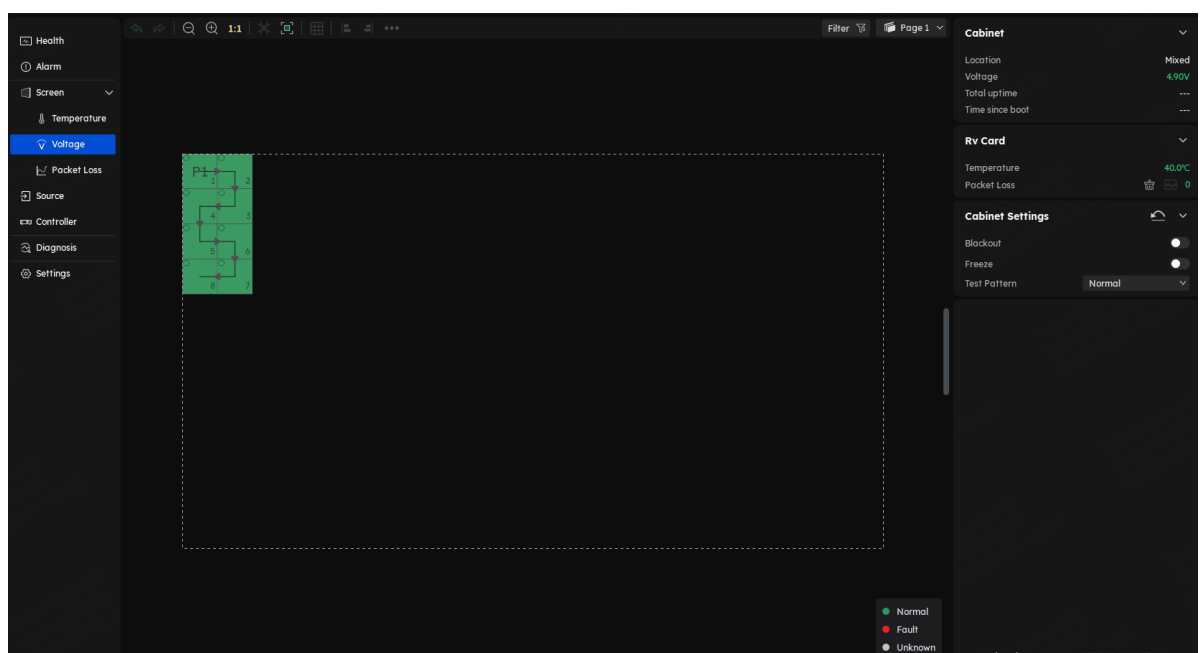 Health
Alarm
Screen
Temperature
Voltage
Packet Loss
Source
Controller
Diagnosis
Settings
1:1
Filter
Page 1
P1
1
2
4
3
5
6
8
7
Normal
Fault
Unknown
Cabinet
Location Mixed
Voltage 4.90V
Total uptime ---
Time since boot ---
Rv Card
Temperature 40.0°C
Packet Loss 0
Cabinet Settings
Blackout
Freeze
Test Pattern Normal